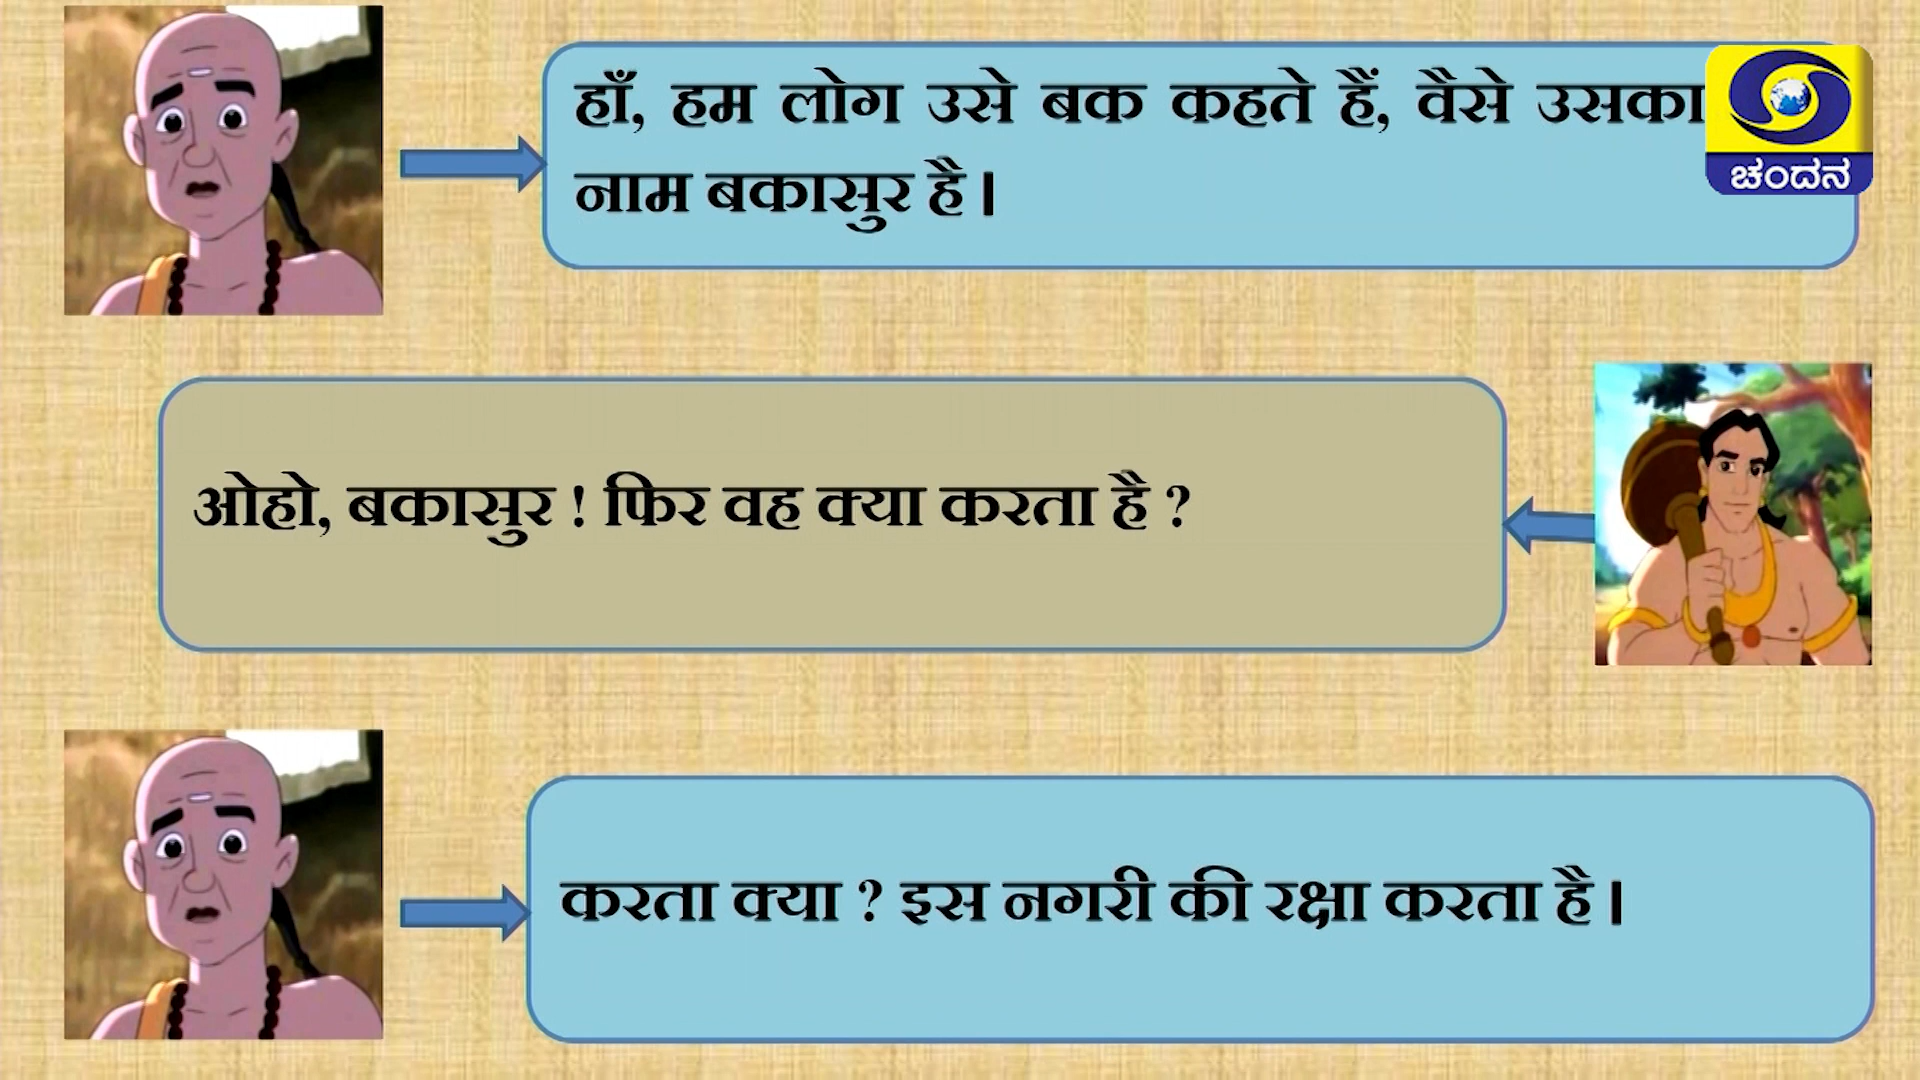 हाँ, हम लोग उसे बक कहते हैं, वैसे उसका
नाम बकासुर है।
ಚಂದನ
ओहो, बकासुर ! फिर वह क्या करता है ?
करता क्या ? इस नगरी की रक्षा करता है।